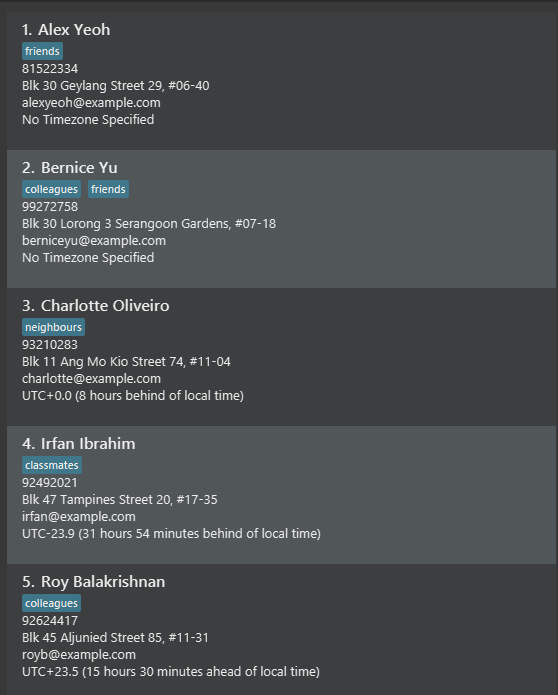 1. Alex Yeoh
friends
81522334
Blk 30 Geylang Street 29, #06-40
alexyeoh@example.com
No Timezone Specified
2. Bernice Yu
colleagues friends
99272758
Blk 30 Lorong 3 Serangoon Gardens, #07-18
berniceyu@example.com
No Timezone Specified
3. Charlotte Oliveiro
neighbours
93210283
Blk 11 Ang Mo Kio Street 74, #11-04
charlotte@example.com
UTC+0.0 (8 hours behind of local time)
4. Irfan Ibrahim
classmates
92492021
Blk 47 Tampines Street 20, #17-35
irfan@example.com
UTC-23.9 (31 hours 54 minutes behind of local time)
5. Roy Balakrishnan
colleagues
92624417
Blk 45 Aljunied Street 85, #11-31
royb@example.com
UTC+23.5 (15 hours 30 minutes ahead of local time)